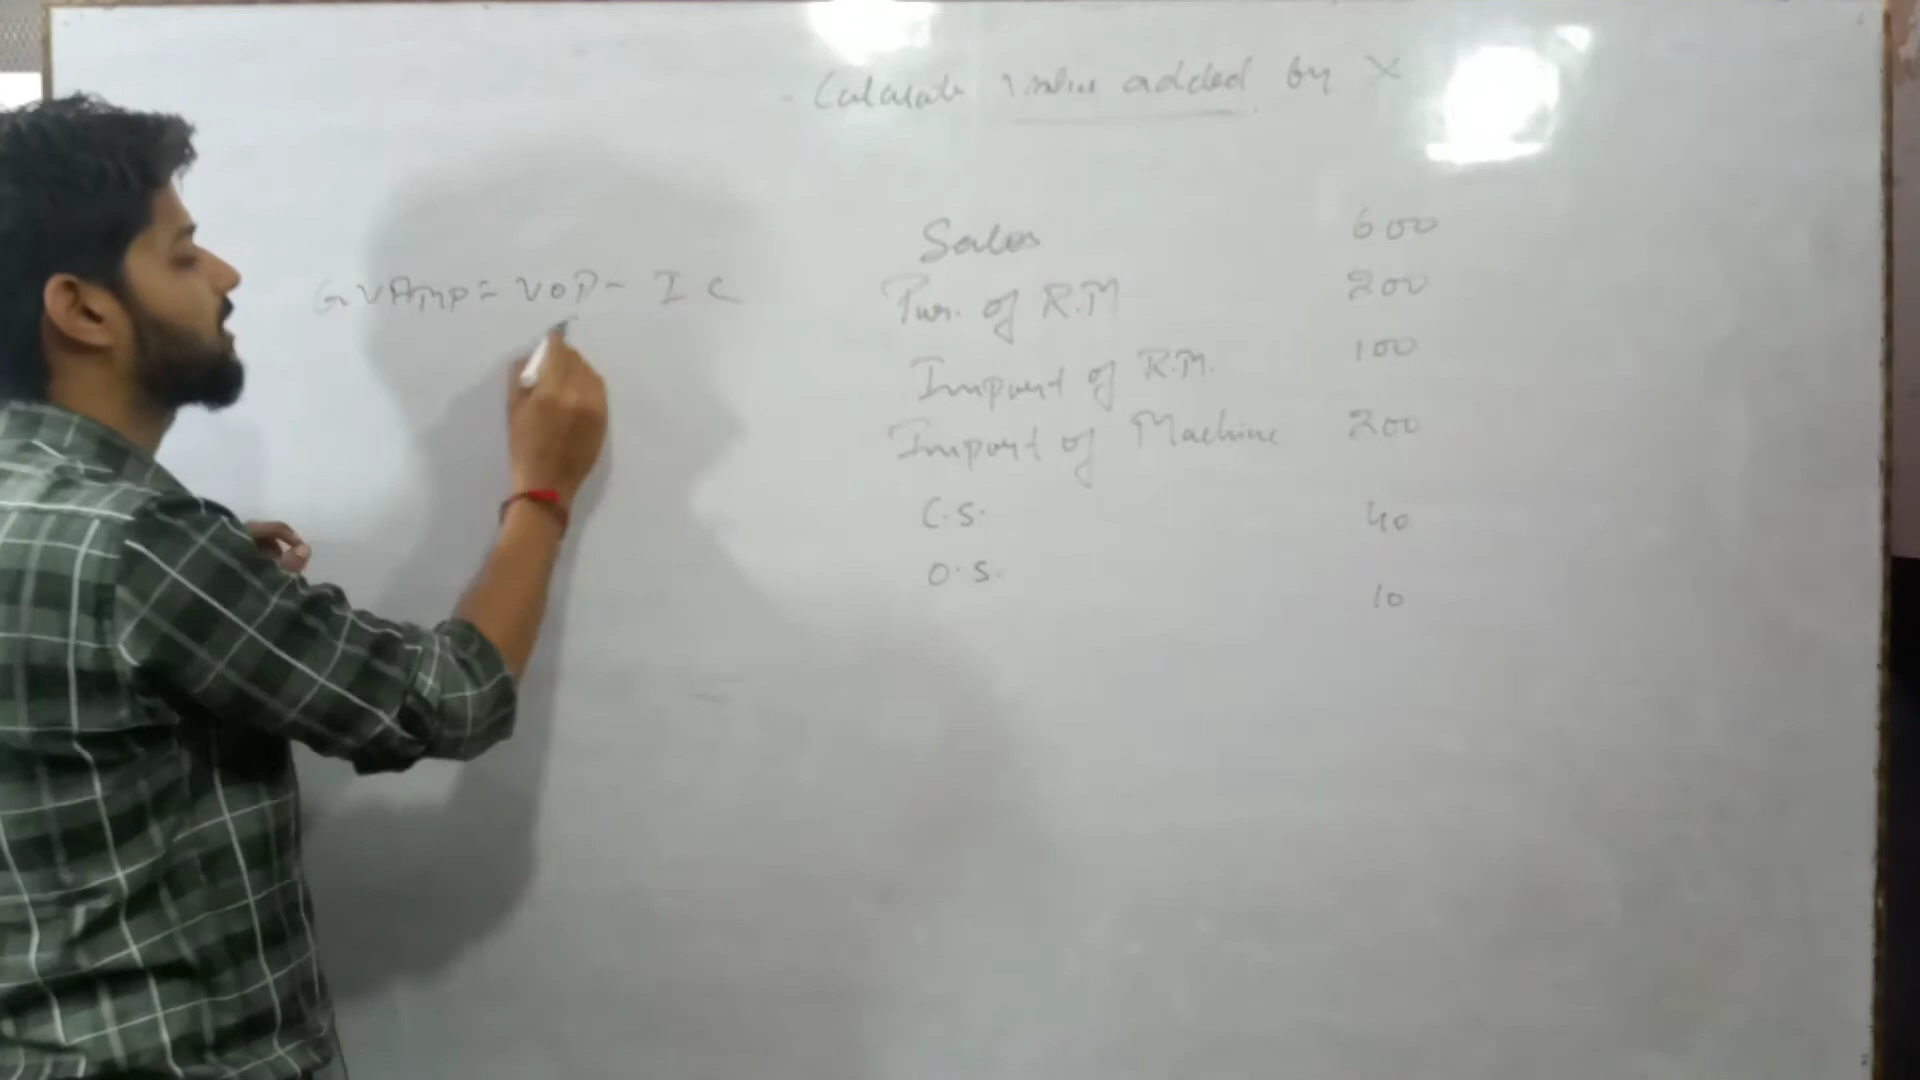 - Calculate Value added by X
GVAMP = VOP - IC
Sales 600
Pur. of R.M 200
Import of R.M. 100
Import of Machine 200
C.S. 40
O.S. 10